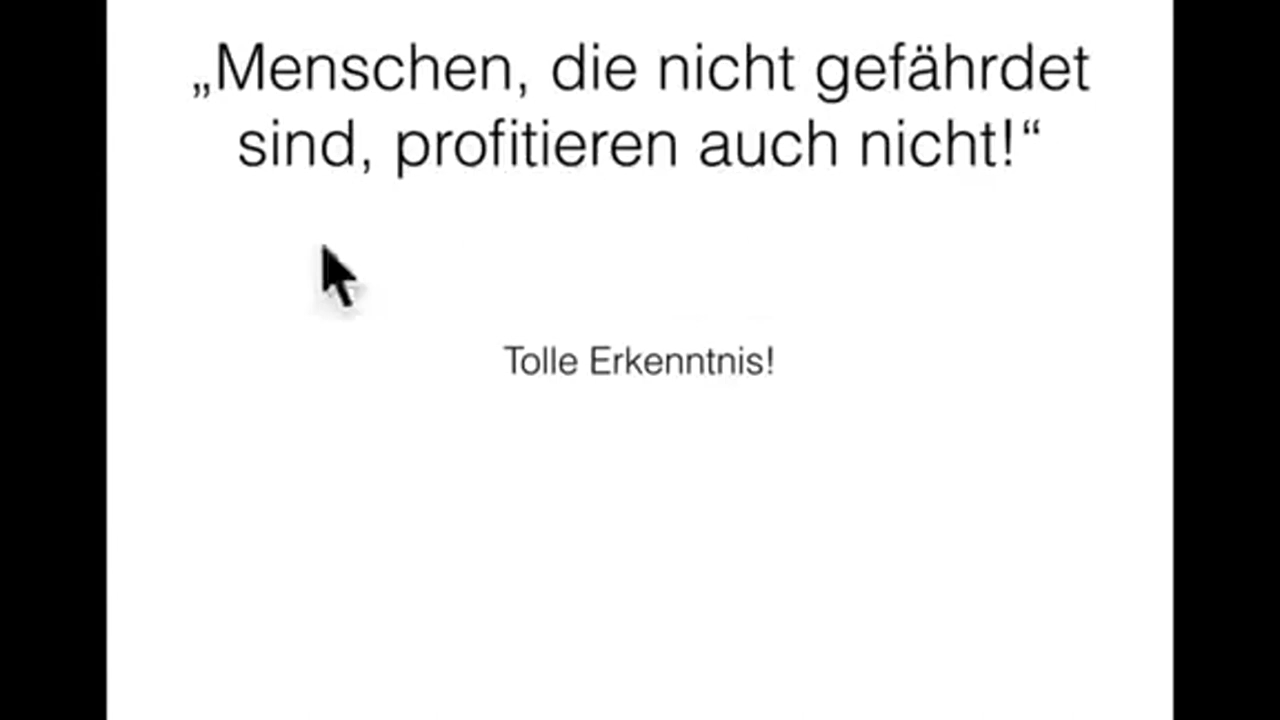 „Menschen, die nicht gefährdet
sind, profitieren auch nicht!“
Tolle Erkenntnis!